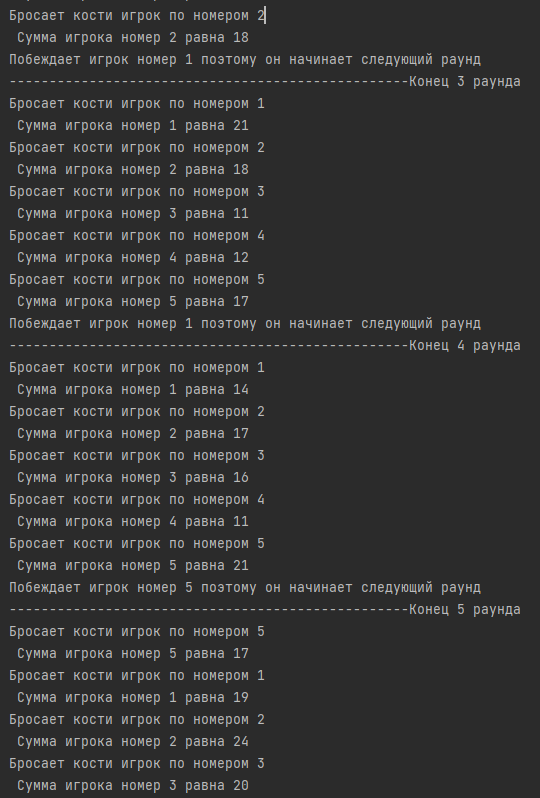 Бросает кости игрок по номером 2
Сумма игрока номер 2 равна 18
Побеждает игрок номер 1 поэтому он начинает следующий раунд
--------------------------------------------------Конец 3 раунда
Бросает кости игрок по номером 1
Сумма игрока номер 1 равна 21
Бросает кости игрок по номером 2
Сумма игрока номер 2 равна 18
Бросает кости игрок по номером 3
Сумма игрока номер 3 равна 11
Бросает кости игрок по номером 4
Сумма игрока номер 4 равна 12
Бросает кости игрок по номером 5
Сумма игрока номер 5 равна 17
Побеждает игрок номер 1 поэтому он начинает следующий раунд
--------------------------------------------------Конец 4 раунда
Бросает кости игрок по номером 1
Сумма игрока номер 1 равна 14
Бросает кости игрок по номером 2
Сумма игрока номер 2 равна 17
Бросает кости игрок по номером 3
Сумма игрока номер 3 равна 16
Бросает кости игрок по номером 4
Сумма игрока номер 4 равна 11
Бросает кости игрок по номером 5
Сумма игрока номер 5 равна 21
Побеждает игрок номер 5 поэтому он начинает следующий раунд
--------------------------------------------------Конец 5 раунда
Бросает кости игрок по номером 5
Сумма игрока номер 5 равна 17
Бросает кости игрок по номером 1
Сумма игрока номер 1 равна 19
Бросает кости игрок по номером 2
Сумма игрока номер 2 равна 24
Бросает кости игрок по номером 3
Сумма игрока номер 3 равна 20